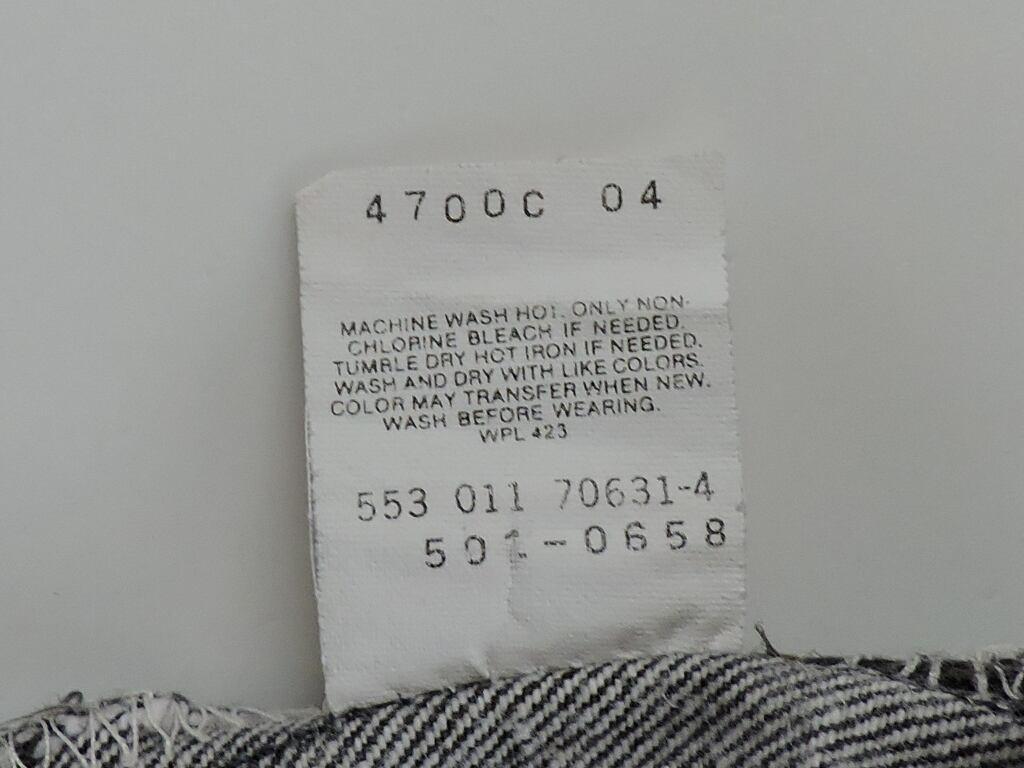 4700C 04
MACHINE WASH HOT. ONLY NON-
CHLORINE BLEACH IF NEEDED.
TUMBLE DRY HOT IRON IF NEEDED.
WASH AND DRY WITH LIKE COLORS.
COLOR MAY TRANSFER WHEN NEW.
WASH BEFORE WEARING.
WPL 423
553 011 70631-4
501-0658